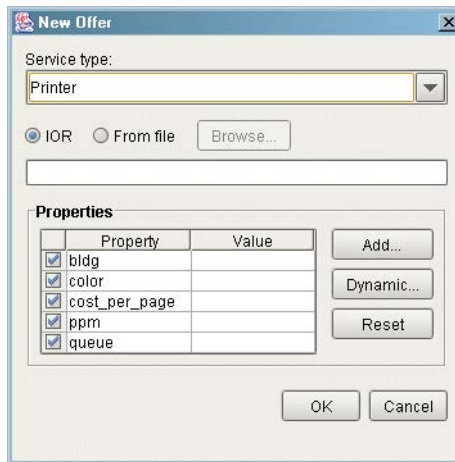 New Offer
Service type:
Printer
IOR From file Browse...
Properties
Property Value
bldg
color
cost_per_page
ppm
queue
Add...
Dynamic...
Reset
OK Cancel